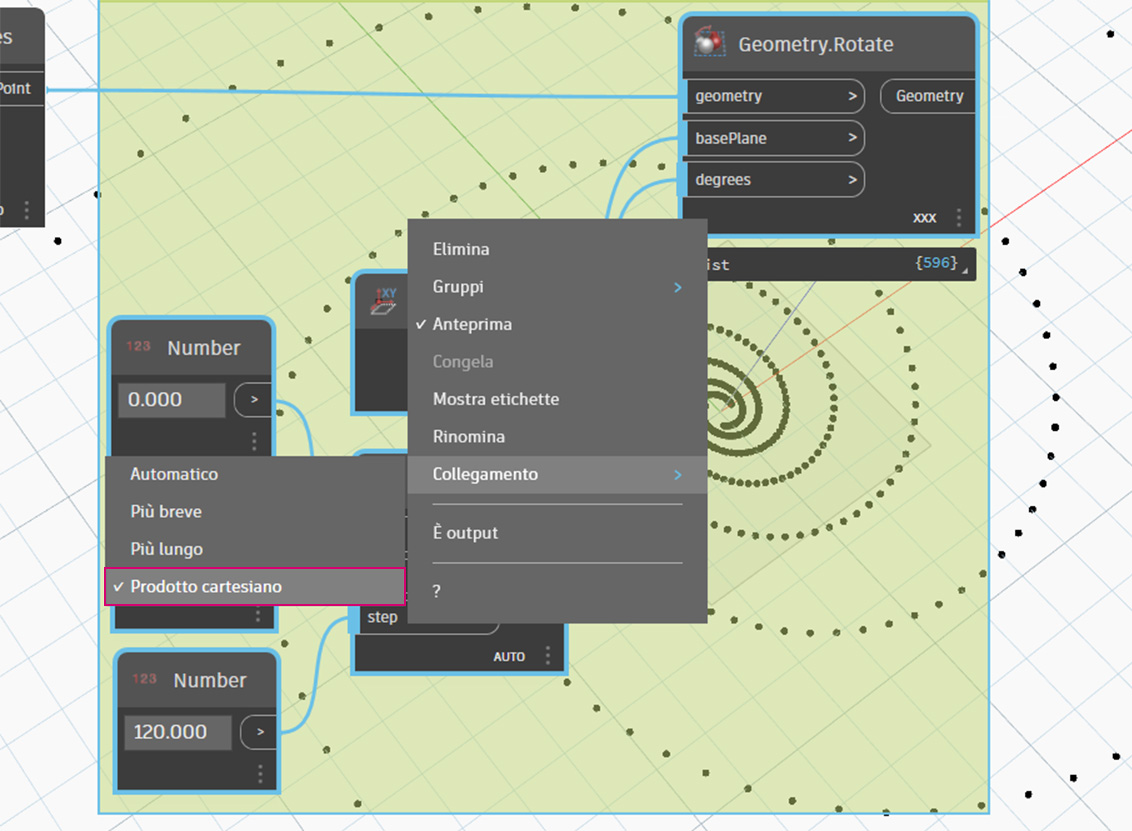 es
Point
Geometry.Rotate
geometry >
Geometry
basePlane >
degrees >
XXX
ist
{596}
XY
123 Number
0.000 >
Elimina
Gruppi >
✓ Anteprima
Congela
Mostra etichette
Rinomina
Collegamento >
È output
?
Automatico
Più breve
Più lungo
✓ Prodotto cartesiano
step
AUTO
123 Number
120.000 >